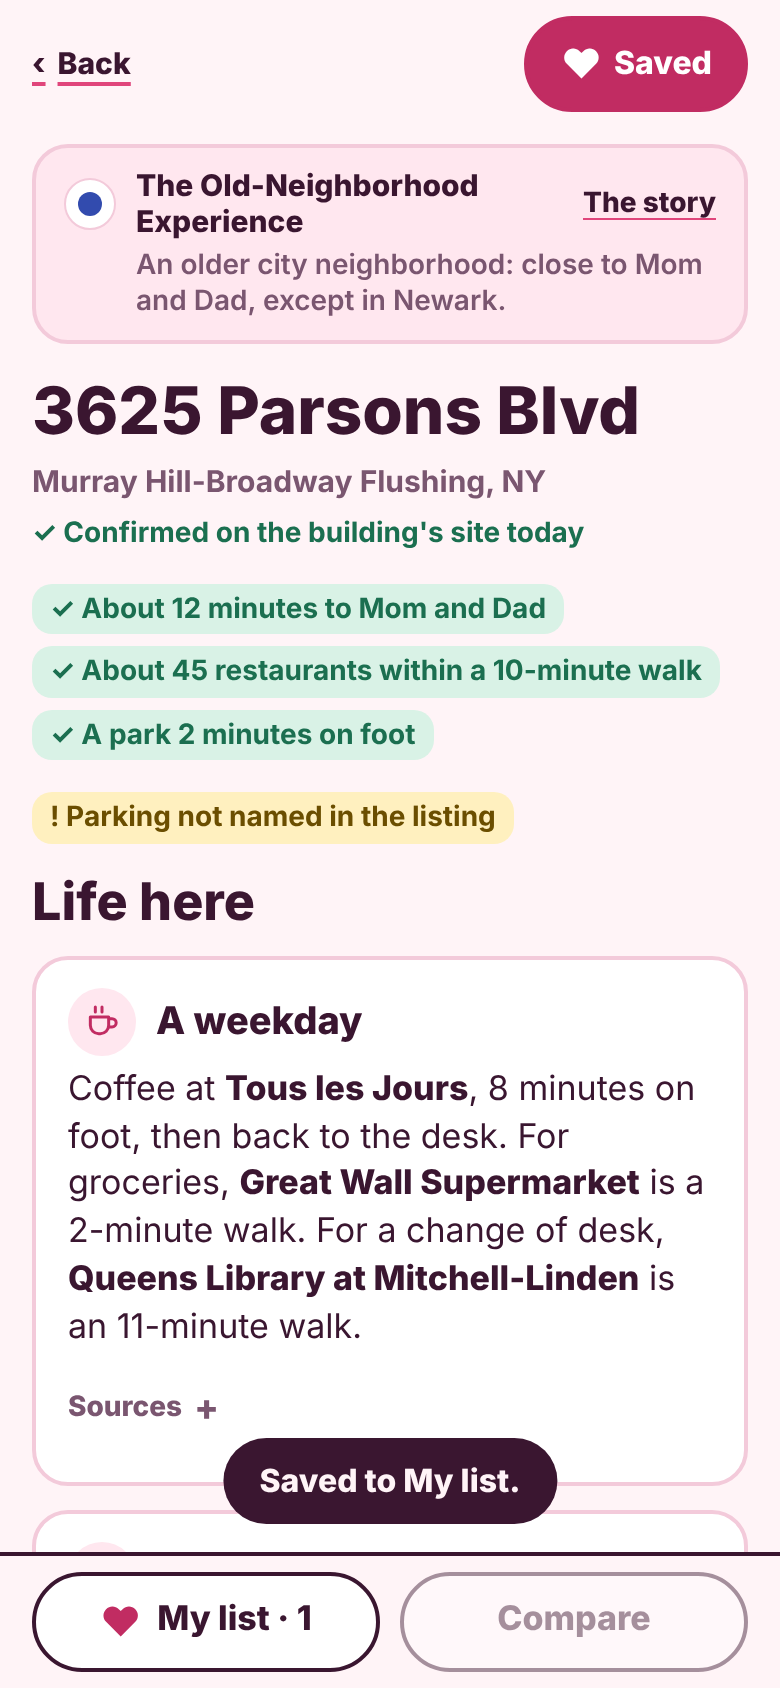 ‹ Back
Saved
The Old-Neighborhood
Experience
The story
An older city neighborhood: close to Mom
and Dad, except in Newark.
3625 Parsons Blvd
Murray Hill-Broadway Flushing, NY
✓ Confirmed on the building's site today
✓ About 12 minutes to Mom and Dad
✓ About 45 restaurants within a 10-minute walk
✓ A park 2 minutes on foot
! Parking not named in the listing
Life here
A weekday
Coffee at Tous les Jours, 8 minutes on
foot, then back to the desk. For
groceries, Great Wall Supermarket is a
2-minute walk. For a change of desk,
Queens Library at Mitchell-Linden is
an 11-minute walk.
Sources +
Saved to My list.
My list · 1
Compare